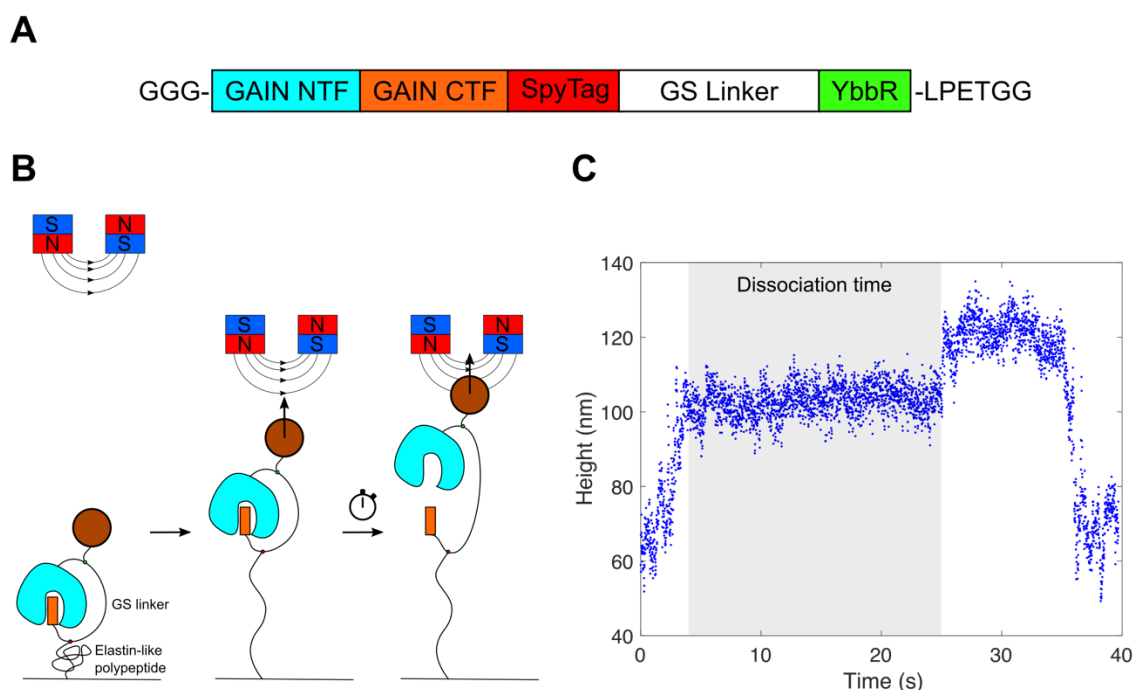 A
GGG- GAIN NTF GAIN CTF SpyTag GS Linker YbbR -LPETGG
B
S N
N S
S N
N S
S N
N S
GS linker
Elastin-like
polypeptide
C
140
120
100
80
60
40
Height (nm)
Dissociation time
0 10 20 30 40
Time (s)